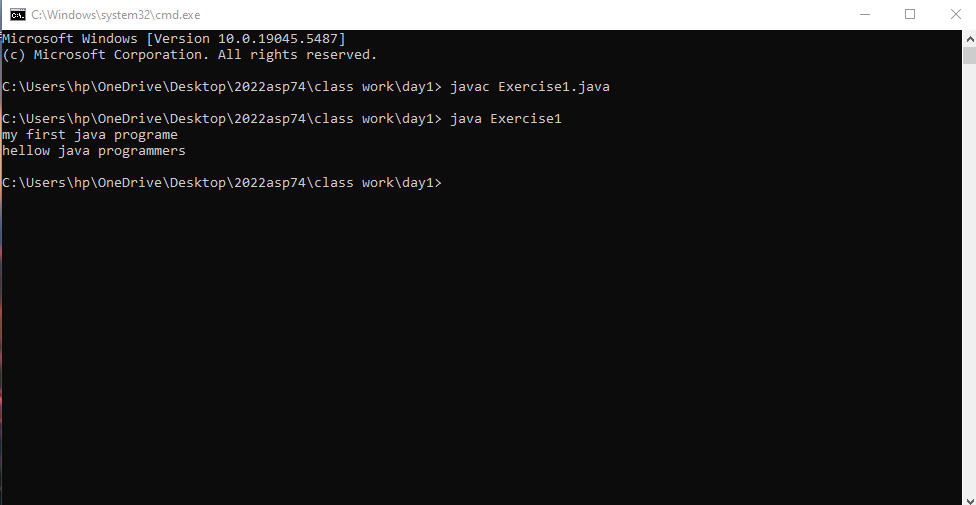 C:\Windows\system32\cmd.exe
Microsoft Windows [Version 10.0.19045.5487]
(c) Microsoft Corporation. All rights reserved.
C:\Users\hp\OneDrive\Desktop\2022asp74\class work\day1> javac Exercise1.java
C:\Users\hp\OneDrive\Desktop\2022asp74\class work\day1> java Exercise1
my first java programe
hellow java programmers
C:\Users\hp\OneDrive\Desktop\2022asp74\class work\day1>